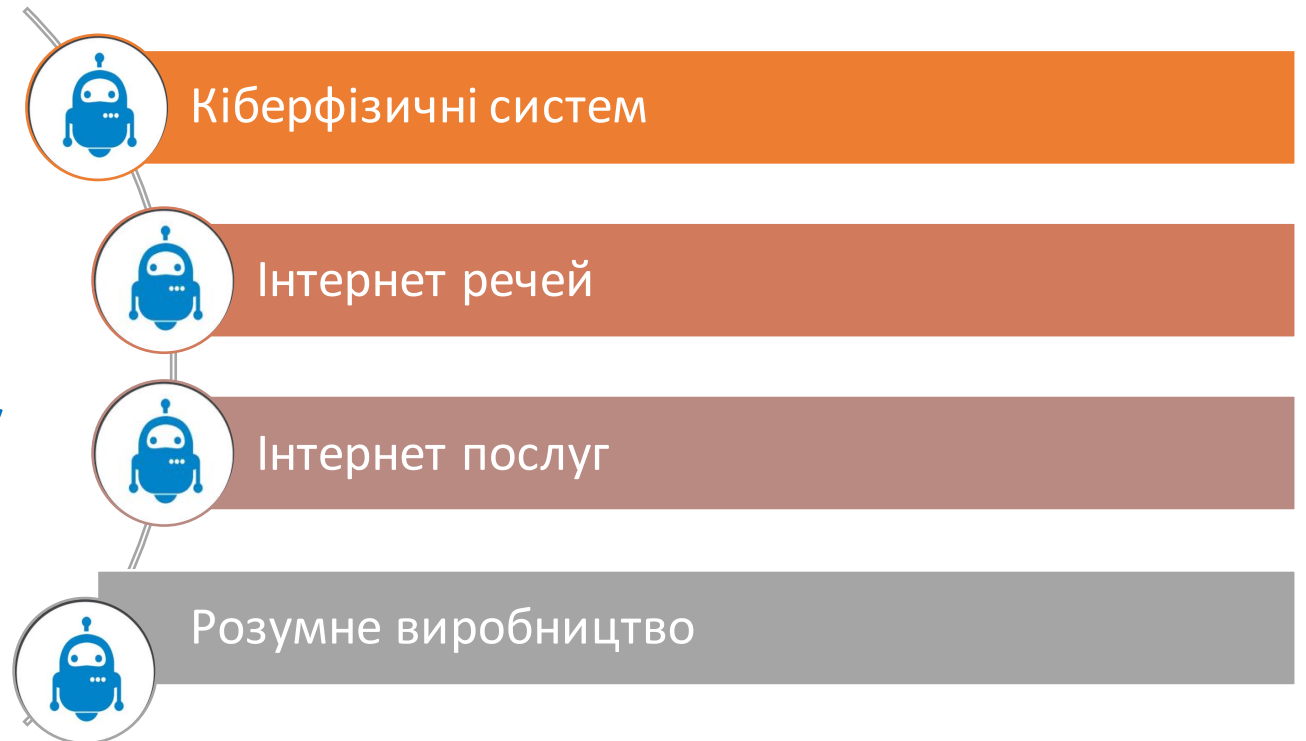 Кіберфізичні систем
Інтернет речей
Інтернет послуг
Розумне виробництво